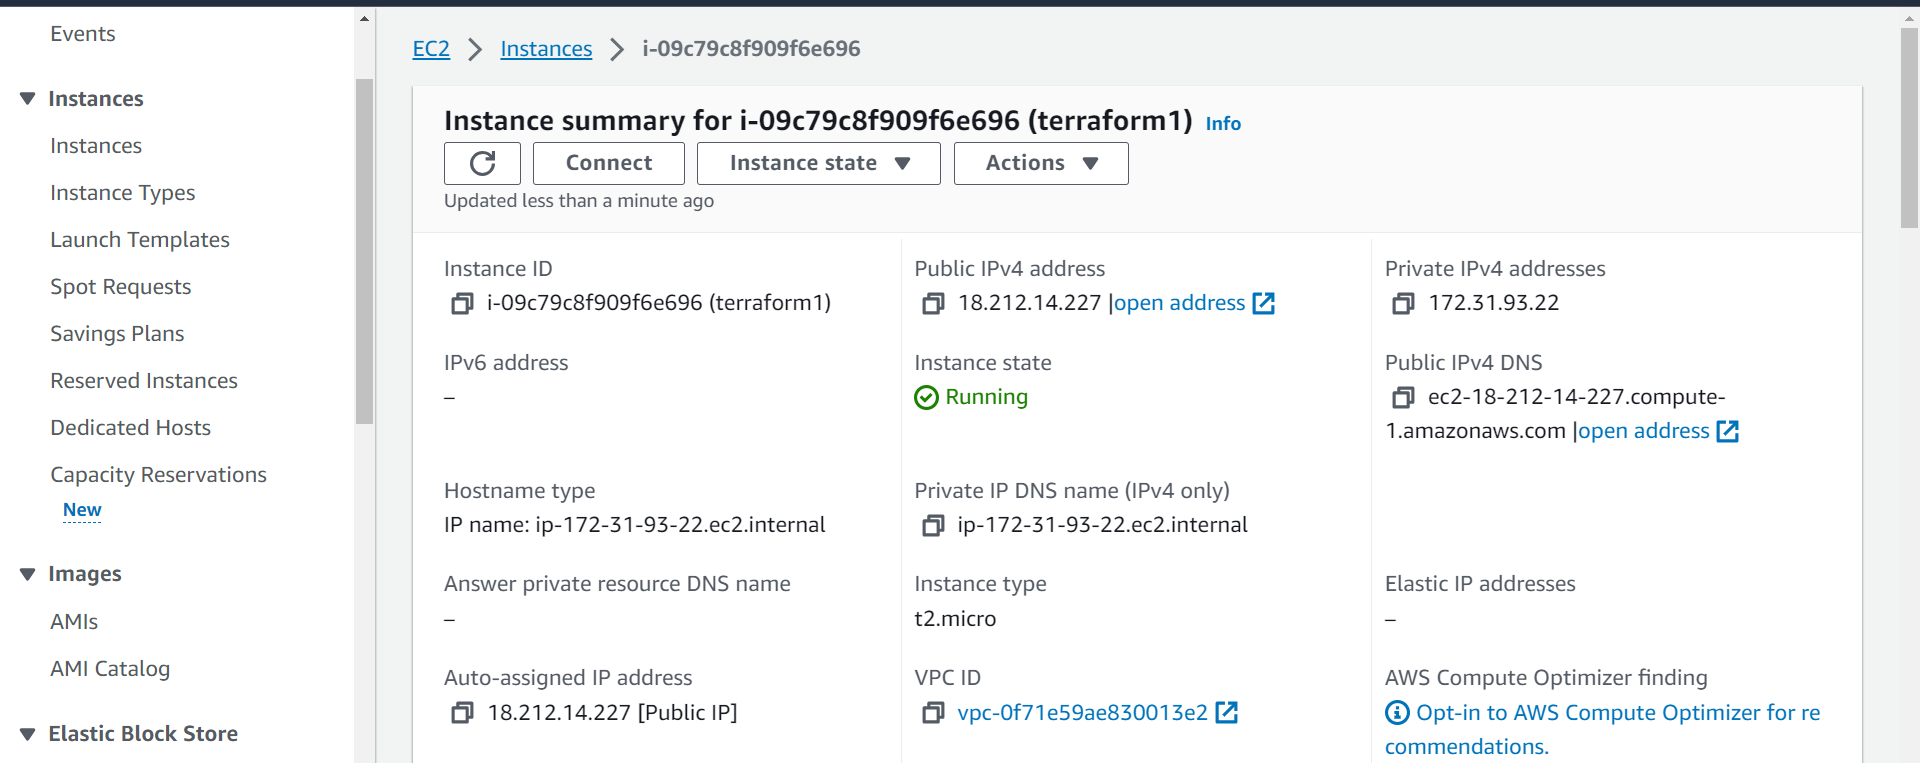 Events
Instances
Instances
Instance Types
Launch Templates
Spot Requests
Savings Plans
Reserved Instances
Dedicated Hosts
Capacity Reservations
New
Images
AMIs
AMI Catalog
Elastic Block Store
EC2 > Instances > i-09c79c8f909f6e696
Instance summary for i-09c79c8f909f6e696 (terraform1) Info
Connect Instance state Actions
Updated less than a minute ago
Instance ID
i-09c79c8f909f6e696 (terraform1)
Public IPv4 address
18.212.14.227 |open address
Private IPv4 addresses
172.31.93.22
IPv6 address
–
Instance state
Running
Public IPv4 DNS
ec2-18-212-14-227.compute-
1.amazonaws.com |open address
Hostname type
IP name: ip-172-31-93-22.ec2.internal
Private IP DNS name (IPv4 only)
ip-172-31-93-22.ec2.internal
Answer private resource DNS name
–
Instance type
t2.micro
Elastic IP addresses
–
Auto-assigned IP address
18.212.14.227 [Public IP]
VPC ID
vpc-0f71e59ae830013e2
AWS Compute Optimizer finding
Opt-in to AWS Compute Optimizer for re
commendations.